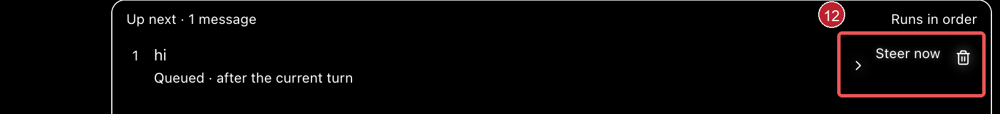 Up next · 1 message
12
Runs in order
1 hi
Steer now
Queued · after the current turn